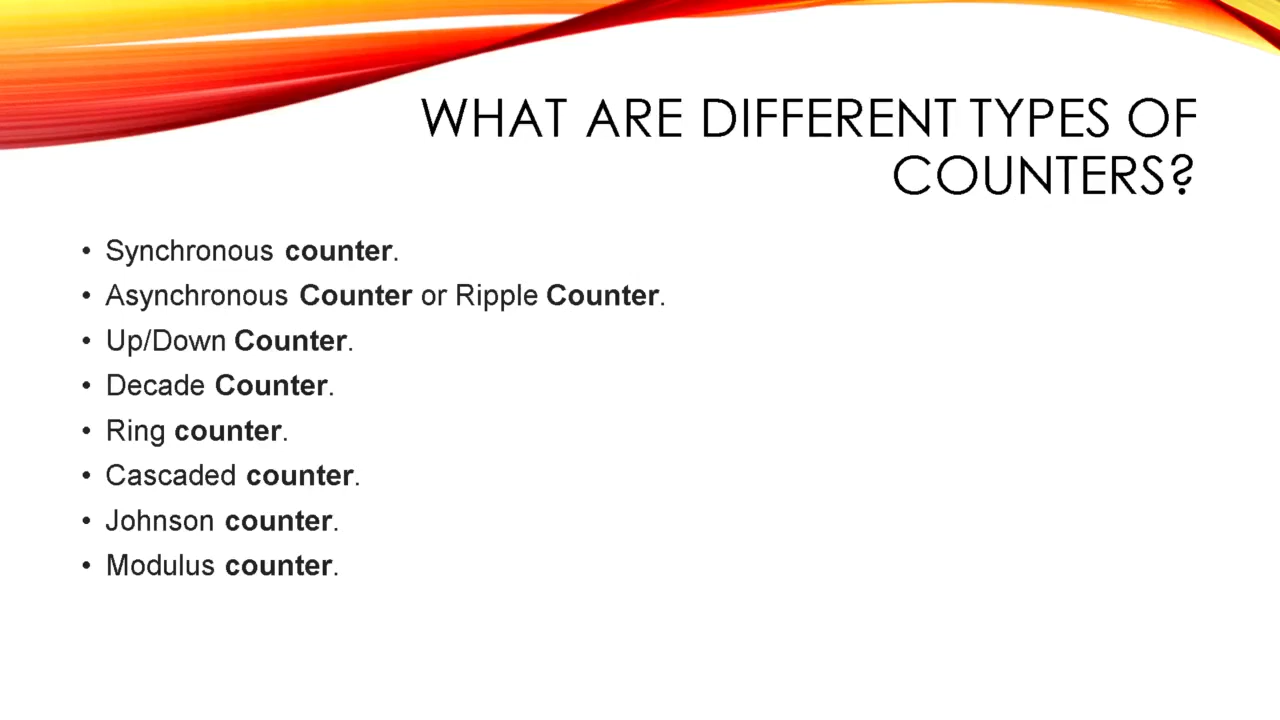 WHAT ARE DIFFERENT TYPES OF
COUNTERS?
• Synchronous counter.
• Asynchronous Counter or Ripple Counter.
• Up/Down Counter.
• Decade Counter.
• Ring counter.
• Cascaded counter.
• Johnson counter.
• Modulus counter.